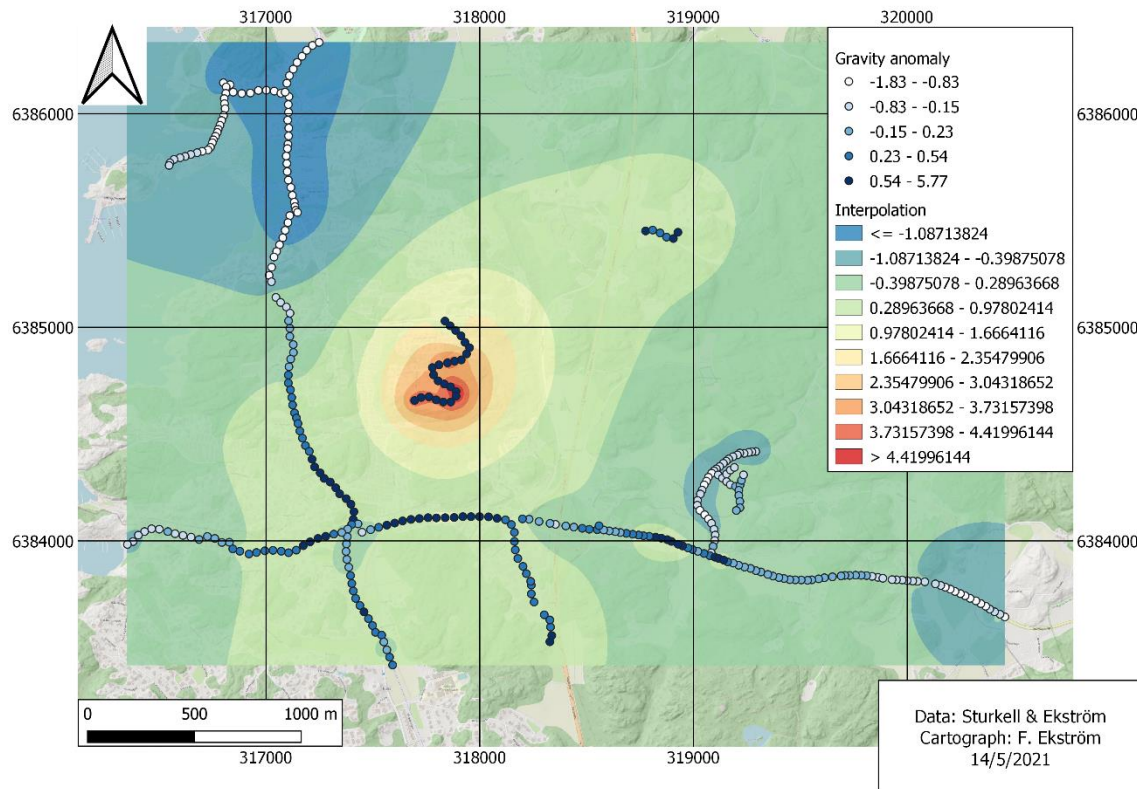 317000 318000 319000 320000
6386000 6386000
6385000 6385000
6384000 6384000
Gravity anomaly
-1.83 - -0.83
-0.83 - -0.15
-0.15 - 0.23
0.23 - 0.54
0.54 - 5.77
Interpolation
<= -1.08713824
-1.08713824 - -0.39875078
-0.39875078 - 0.28963668
0.28963668 - 0.97802414
0.97802414 - 1.6664116
1.6664116 - 2.35479906
2.35479906 - 3.04318652
3.04318652 - 3.73157398
3.73157398 - 4.41996144
> 4.41996144
0 500 1000 m
317000 318000 319000
Data: Sturkell & Ekström
Cartograph: F. Ekström
14/5/2021